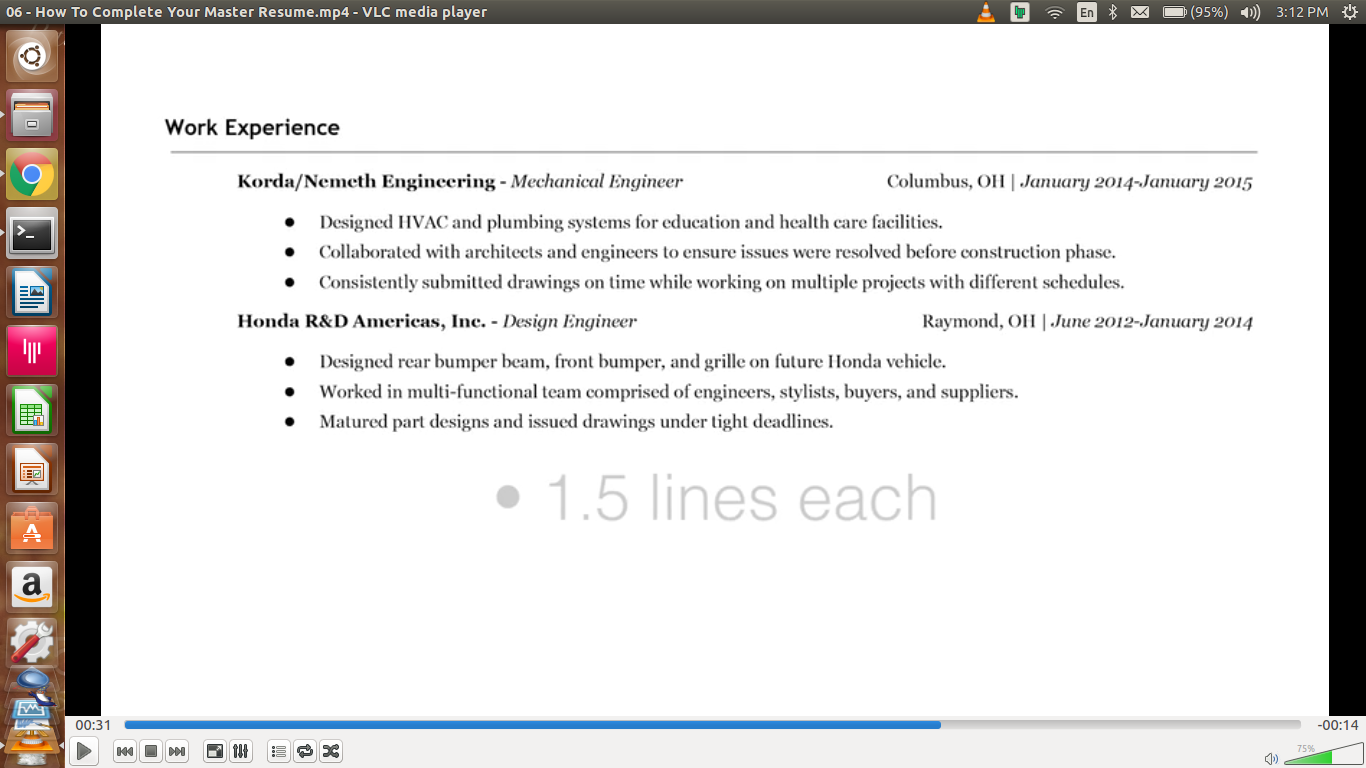 06 - How To Complete Your Master Resume.mp4 - VLC media player
En
(95%)
3:12 PM
Work Experience
Korda/Nemeth Engineering - Mechanical Engineer Columbus, OH | January 2014-January 2015
● Designed HVAC and plumbing systems for education and health care facilities.
● Collaborated with architects and engineers to ensure issues were resolved before construction phase.
● Consistently submitted drawings on time while working on multiple projects with different schedules.
Honda R&D Americas, Inc. - Design Engineer Raymond, OH | June 2012-January 2014
● Designed rear bumper beam, front bumper, and grille on future Honda vehicle.
● Worked in multi-functional team comprised of engineers, stylists, buyers, and suppliers.
● Matured part designs and issued drawings under tight deadlines.
• 1.5 lines each
00:31
-00:14
75%